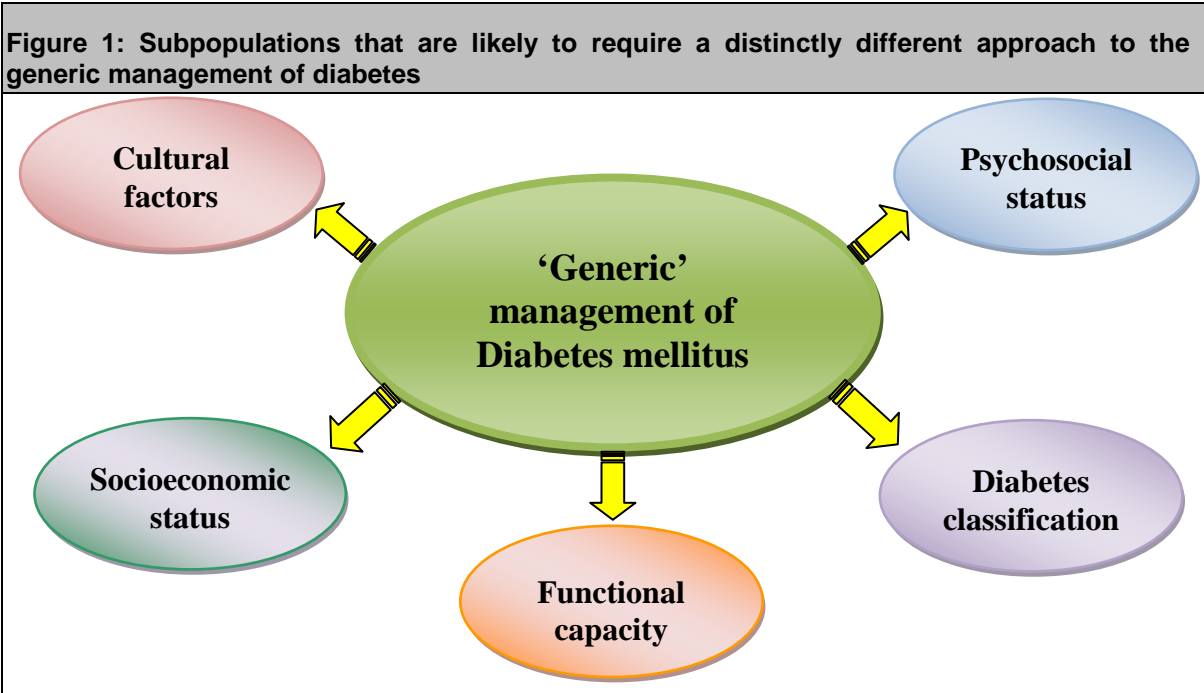 Figure 1: Subpopulations that are likely to require a distinctly different approach to the
generic management of diabetes
Cultural
factors
Psychosocial
status
‘Generic’
management of
Diabetes mellitus
Socioeconomic
status
Diabetes
classification
Functional
capacity